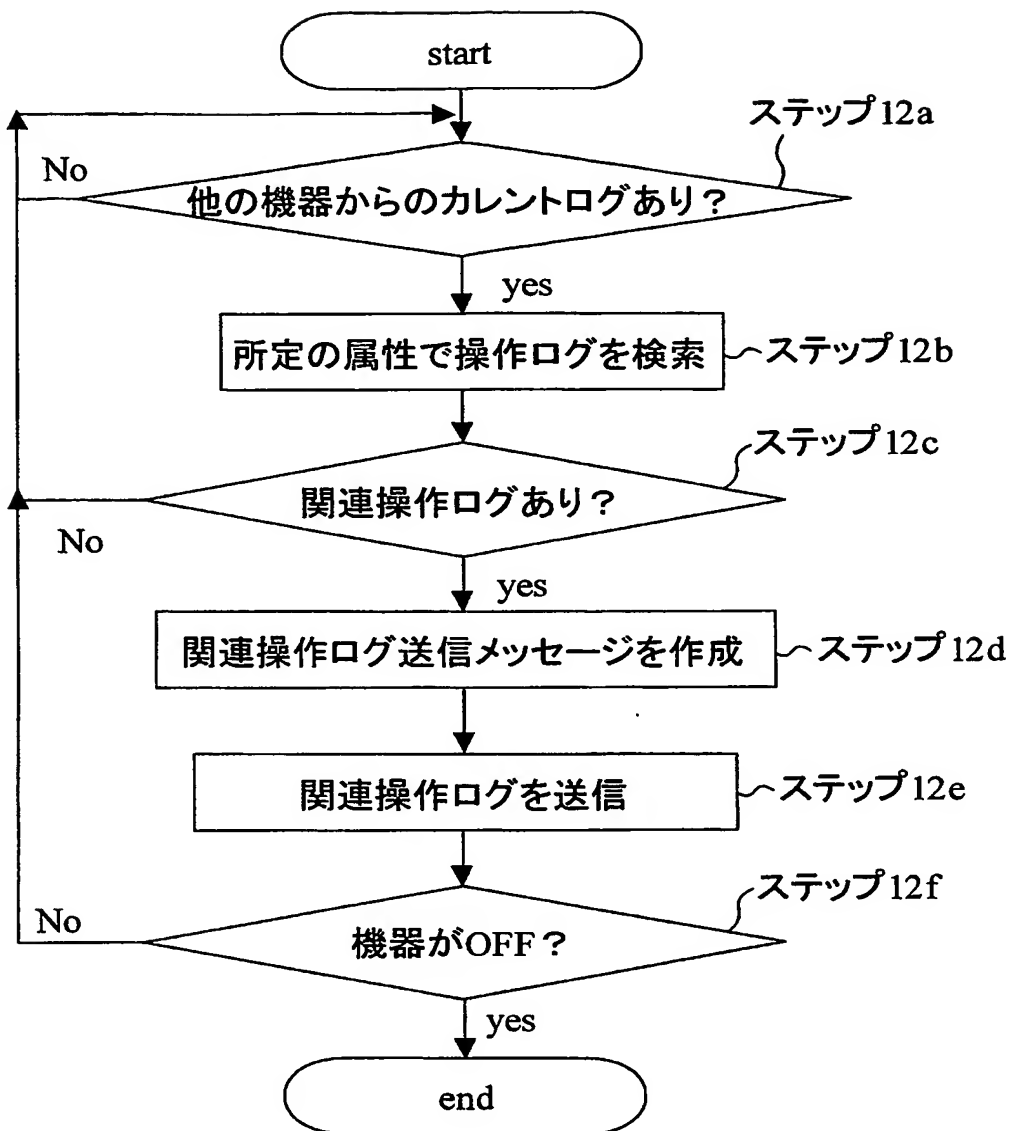 start
ステップ12a
No
他の機器からのカレントログあり？
yes
所定の属性で操作ログを検索
ステップ12b
ステップ12c
関連操作ログあり？
No
yes
関連操作ログ送信メッセージを作成
ステップ12d
関連操作ログを送信
ステップ12e
ステップ12f
No
機器がOFF？
yes
end